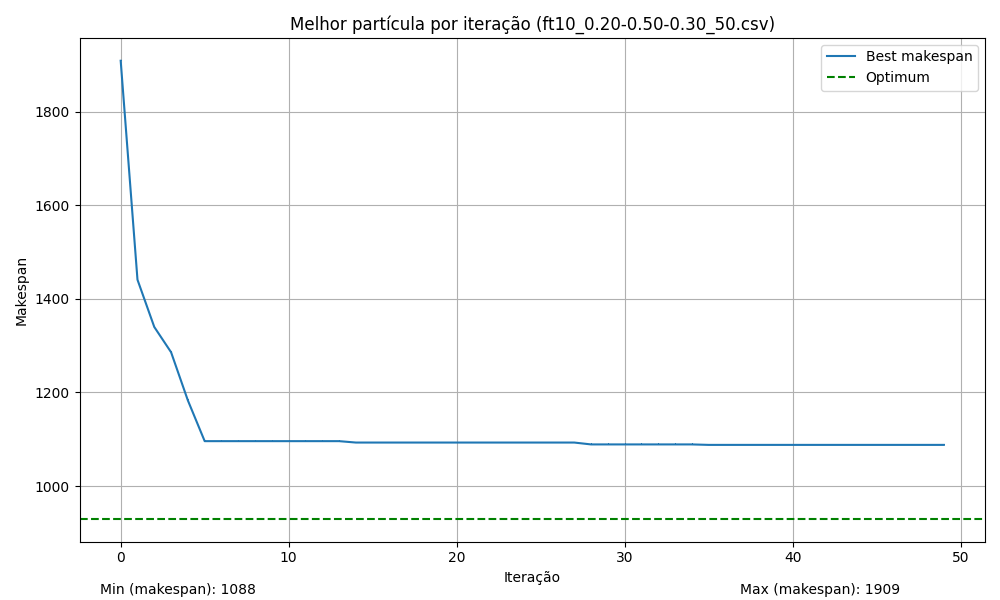 Melhor partícula por iteração (ft10_0.20-0.50-0.30_50.csv)
Best makespan
Optimum
1800
1600
1400
1200
1000
Makespan
0
10
20
30
40
50
Iteração
Min (makespan): 1088
Max (makespan): 1909